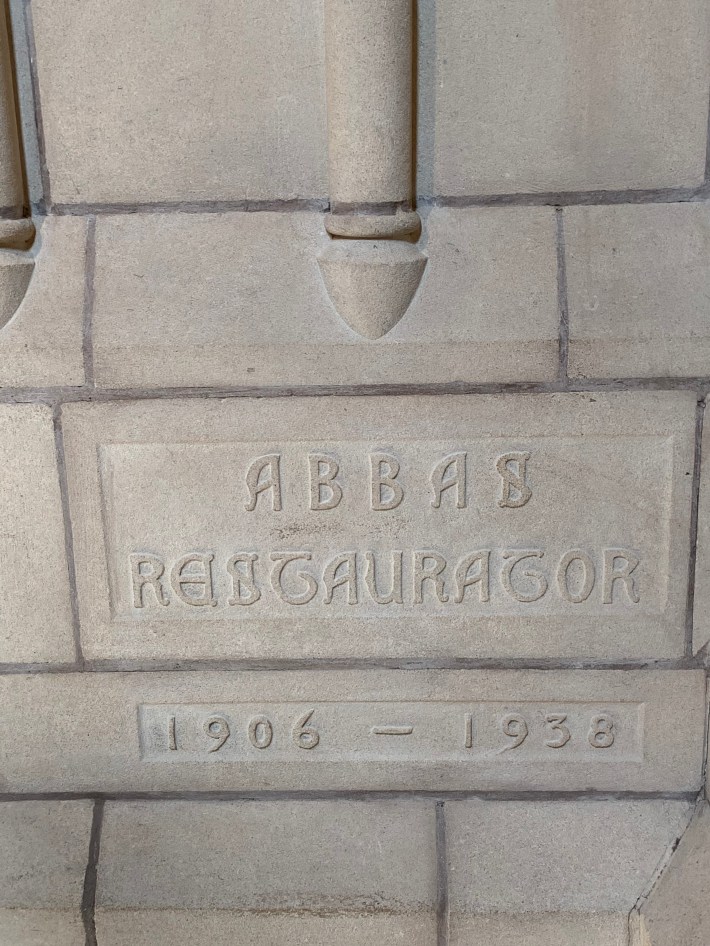 ABBAS
RESTAURATOR
1906 – 1938